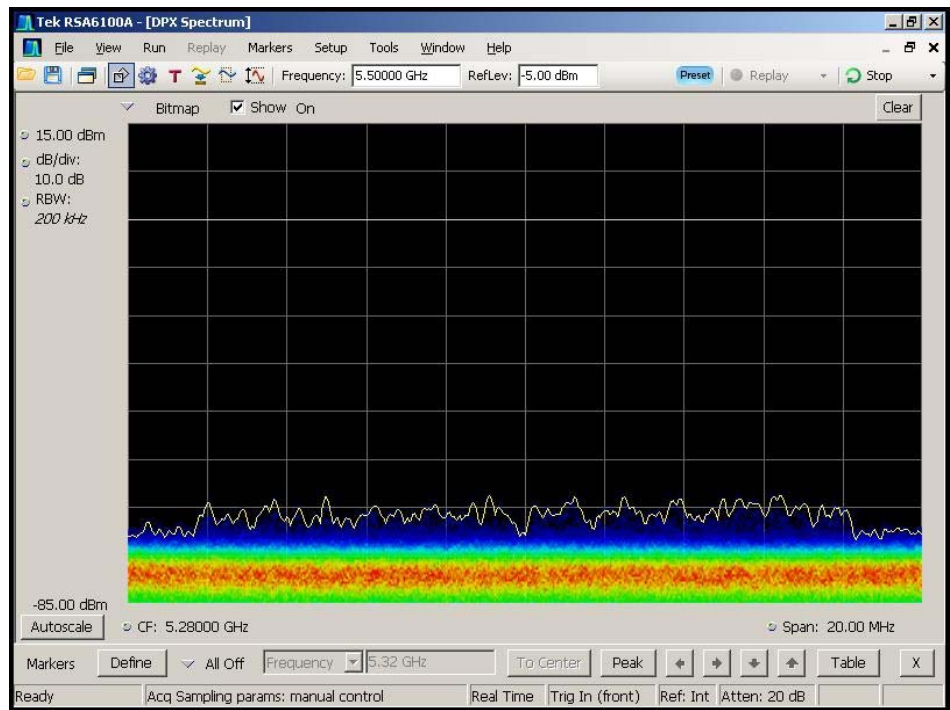 Tek RSA6100A - [DPX Spectrum]
File View Run Replay Markers Setup Tools Window Help
T Frequency: 5.50000 GHz RefLev: -5.00 dBm Preset Replay Stop
Bitmap Show On Clear
15.00 dBm
dB/div:
10.0 dB
RBW:
200 kHz
-85.00 dBm
Autoscale CF: 5.28000 GHz Span: 20.00 MHz
Markers Define All Off Frequency 5.32 GHz To Center Peak Table X
Ready Acq Sampling params: manual control Real Time Trig In (front) Ref: Int Atten: 20 dB